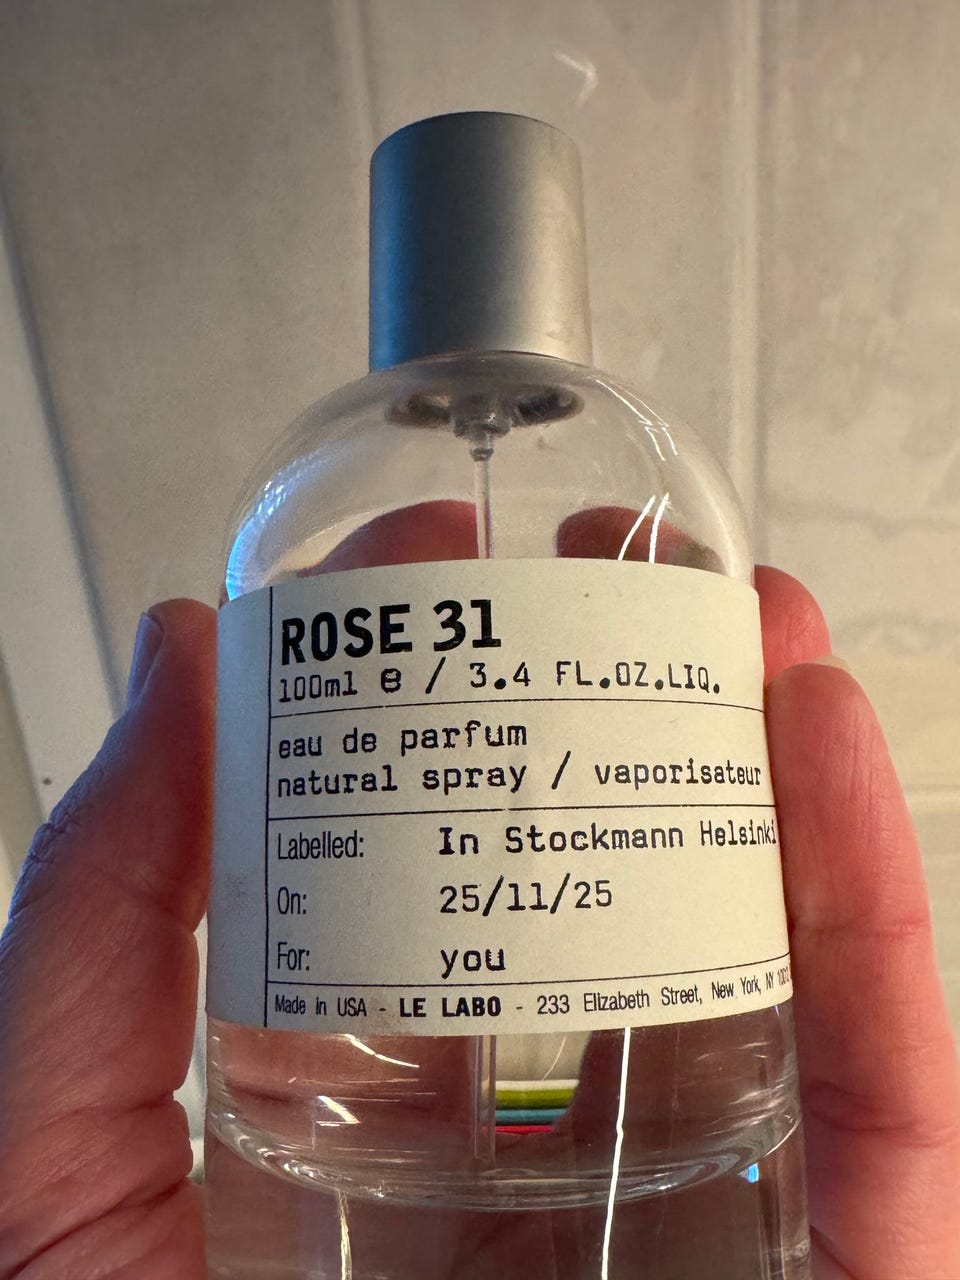 ROSE 31
100ml ℮ / 3.4 FL.OZ.LIQ.
eau de parfum
natural spray / vaporisateur
Labelled: In Stockmann Helsinki
On: 25/11/25
For: you
Made in USA - LE LABO - 233 Elizabeth Street, New York, NY